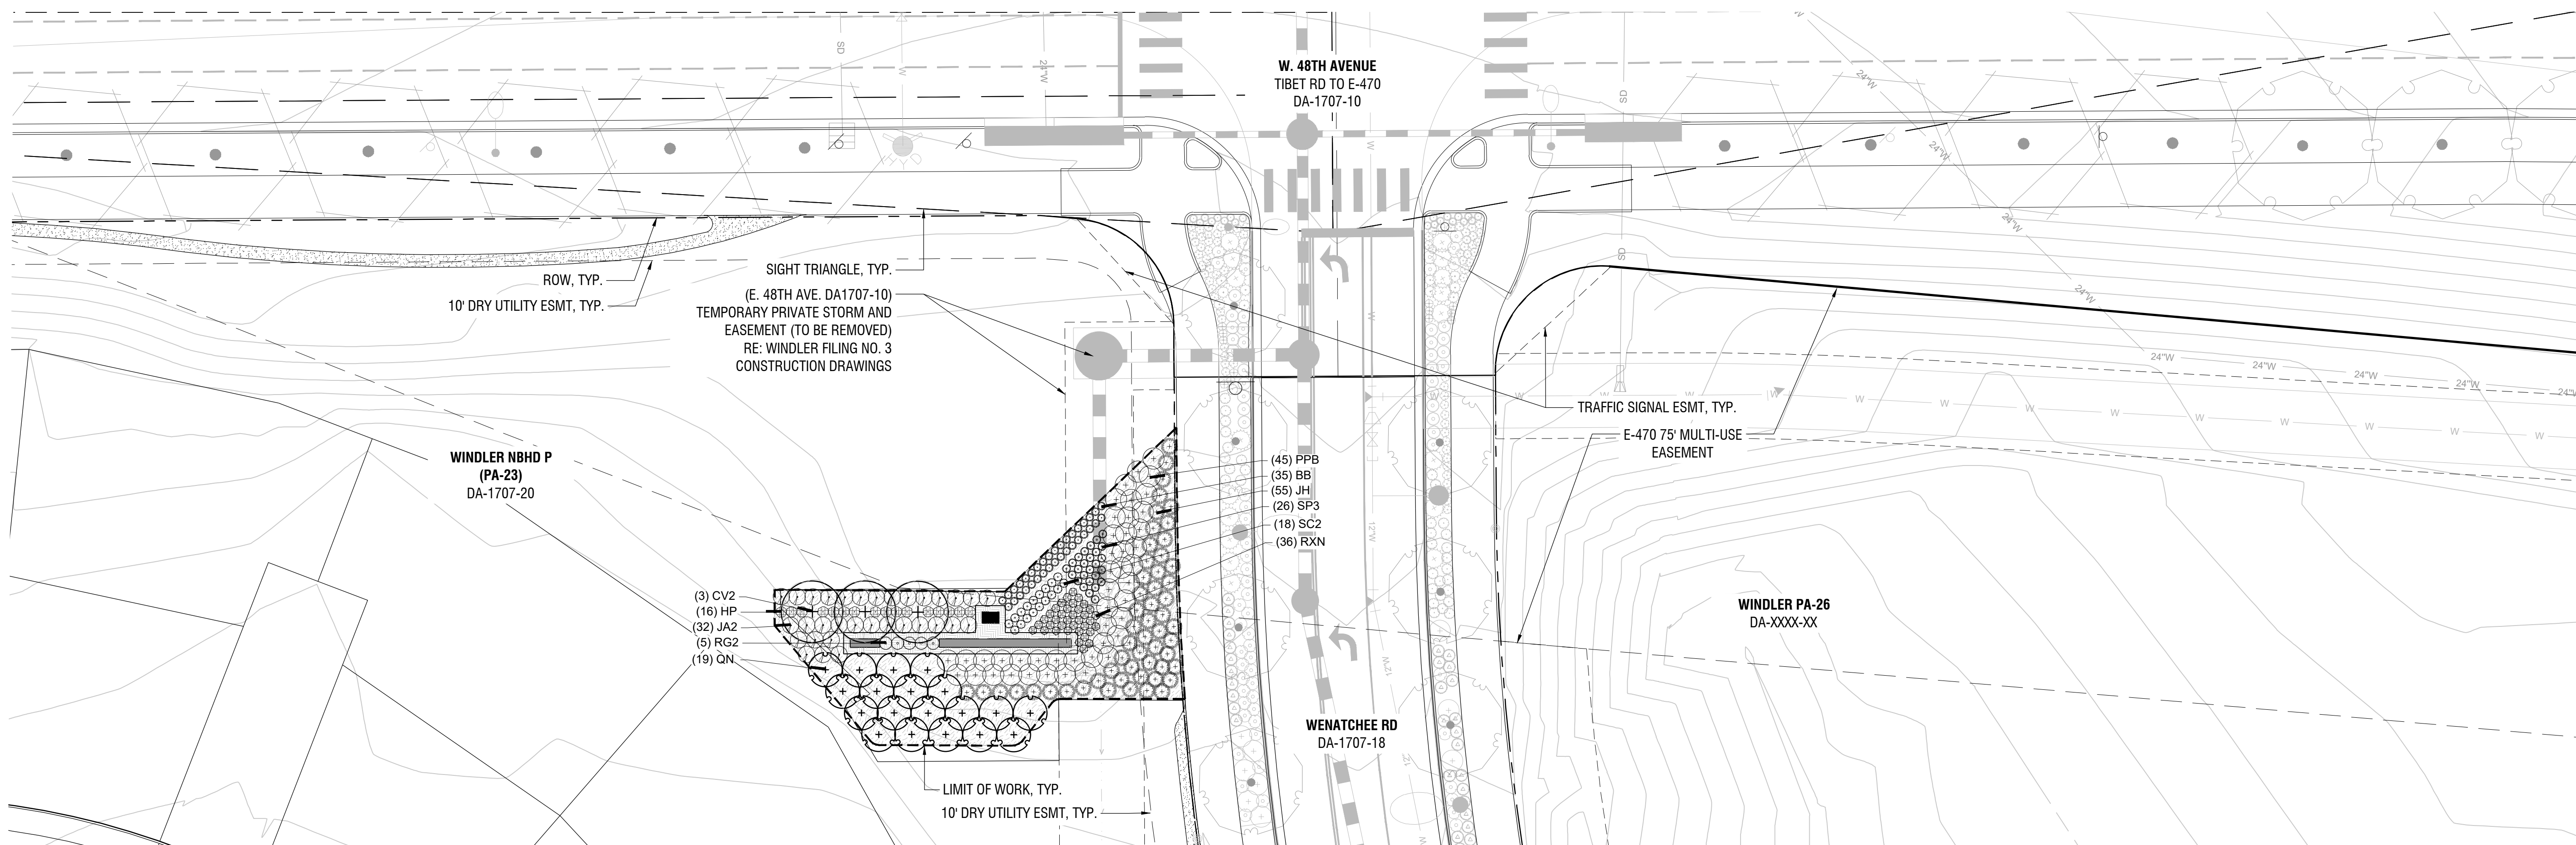 W. 48TH AVENUE
TIBET RD TO E-470
DA-1707-10
SD
W
24"W
SD
24"W
24"W
24"W
24"W
W
W
SD
ROW, TYP.
10' DRY UTILITY ESMT, TYP.
SIGHT TRIANGLE, TYP.
(E. 48TH AVE. DA1707-10)
TEMPORARY PRIVATE STORM AND
EASEMENT (TO BE REMOVED)
RE: WINDLER FILING NO. 3
CONSTRUCTION DRAWINGS
TRAFFIC SIGNAL ESMT, TYP.
E-470 75' MULTI-USE
EASEMENT
24"W
24"W
24"W
24"W
24"W
W
W
W
W
W
W
W
W
W
W
W
W
W
WINDLER NBHD P
(PA-23)
DA-1707-20
(45) PPB
(35) BB
(55) JH
(26) SP3
(18) SC2
(36) RXN
12"W
(3) CV2
(16) HP
(32) JA2
(5) RG2
(19) QN
WINDLER PA-26
DA-XXXX-XX
12"W
WENATCHEE RD
DA-1707-18
LIMIT OF WORK, TYP.
10' DRY UTILITY ESMT, TYP.
W